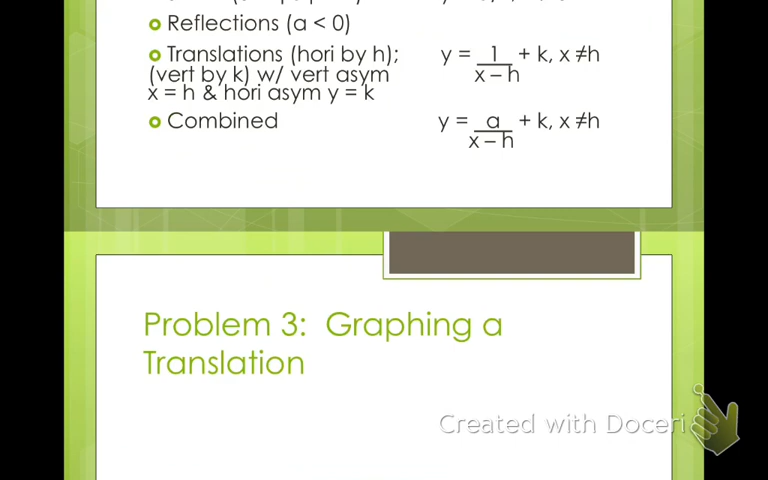 Reflections (a < 0)
Translations (hori by h);
(vert by k) w/ vert asym
x = h & hori asym y = k
y = 1 + k, x ≠h
x – h
Combined
y = a + k, x ≠h
x – h
Problem 3: Graphing a
Translation
Created with Doceri